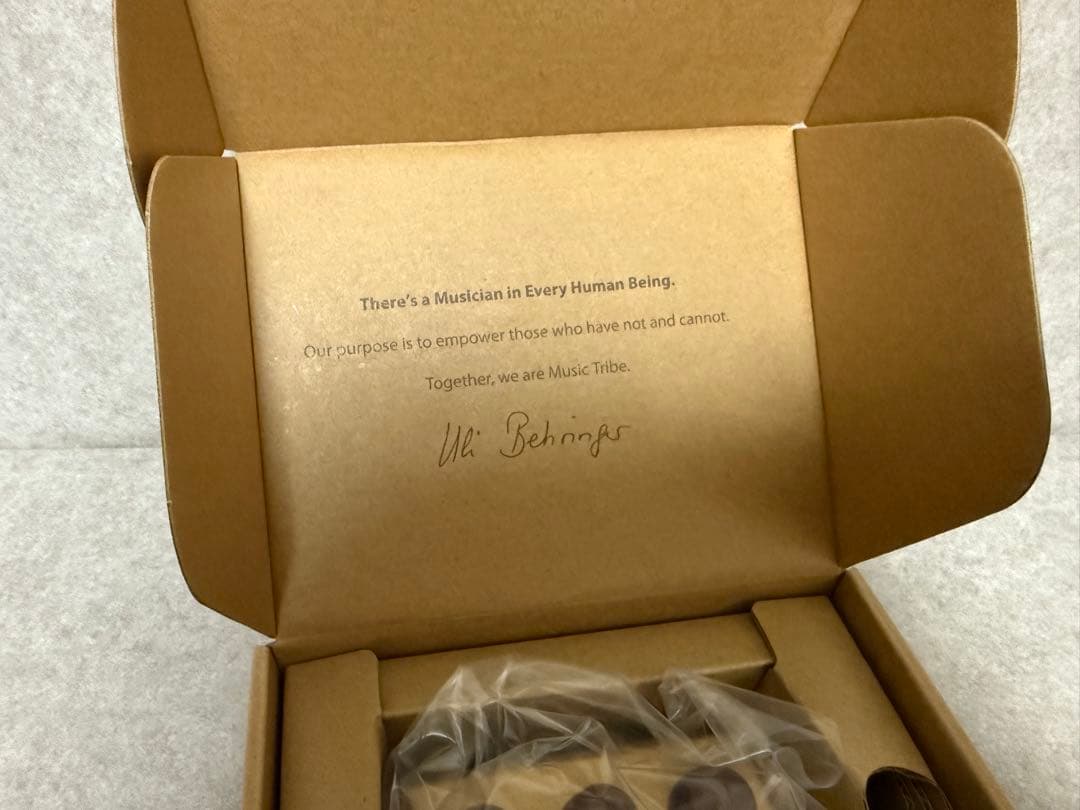 There's a Musician in Every Human Being.
Our purpose is to empower those who have not and cannot.
Together, we are Music Tribe.
Uli Behringer